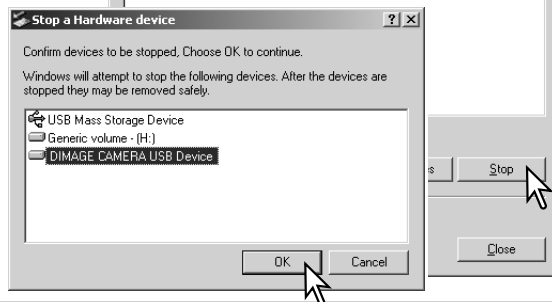 Stop a Hardware device
Confirm devices to be stopped, Choose OK to continue.
Windows will attempt to stop the following devices. After the devices are
stopped they may be removed safely.
USB Mass Storage Device
Generic volume - (H:)
DIMAGE CAMERA USB Device
Stop
Close
OK
Cancel